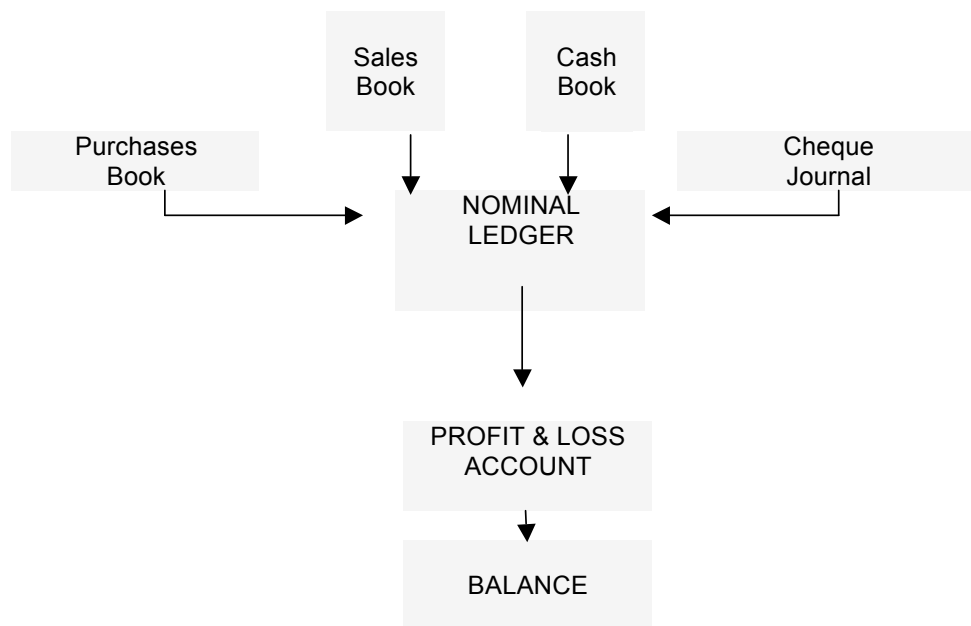 Sales
Book
Cash
Book
Purchases
Book
Cheque
Journal
NOMINAL
LEDGER
PROFIT & LOSS
ACCOUNT
BALANCE